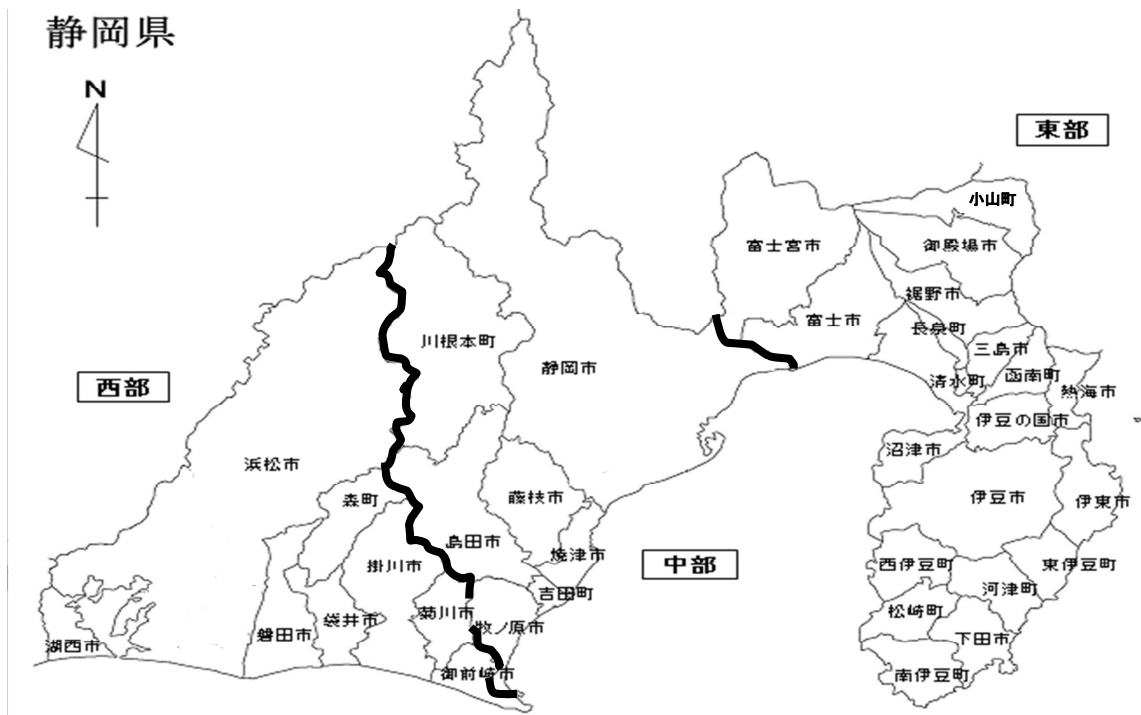 静岡県
N
東部
小山町
富士宮市
御殿場市
裾野市
富士市
長泉町
川根本町
三島市
静岡市
函南町
西部
清水町
熱海市
伊豆の国市
沼津市
浜松市
森町
藤枝市
伊豆市
伊東市
島田市
焼津市
掛川市
中部
西伊豆町
東伊豆町
吉田町
河津町
菊川市
松崎町
袋井市
牧ノ原市
磐田市
下田市
湖西市
御前崎市
南伊豆町